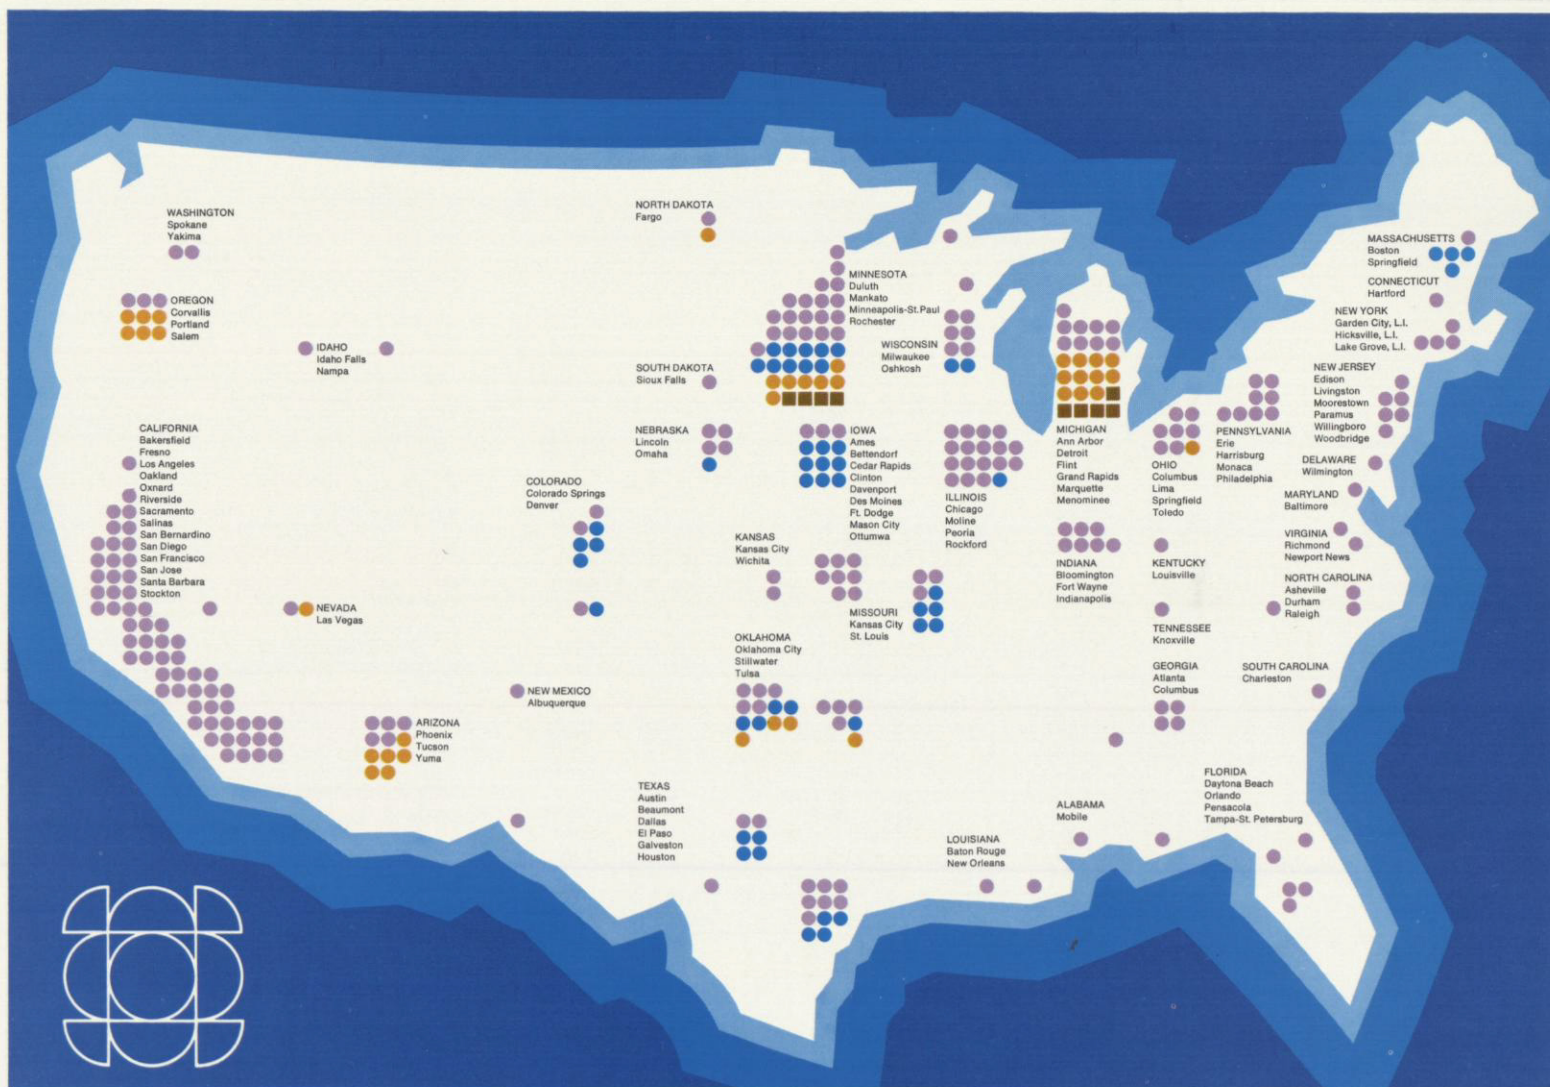 WASHINGTON
Spokane
Yakima
OREGON
Corvallis
Portland
Salem
IDAHO
Idaho Falls
Nampa
CALIFORNIA
Bakersfield
Fresno
Los Angeles
Oakland
Oxnard
Riverside
Sacramento
Salinas
San Bernardino
San Diego
San Francisco
San Jose
Santa Barbara
Stockton
NEVADA
Las Vegas
ARIZONA
Phoenix
Tucson
Yuma
COLORADO
Colorado Springs
Denver
NEW MEXICO
Albuquerque
NORTH DAKOTA
Fargo
SOUTH DAKOTA
Sioux Falls
NEBRASKA
Lincoln
Omaha
KANSAS
Kansas City
Wichita
OKLAHOMA
Oklahoma City
Stillwater
Tulsa
TEXAS
Austin
Beaumont
Dallas
El Paso
Galveston
Houston
MINNESOTA
Duluth
Mankato
Minneapolis-St.Paul
Rochester
WISCONSIN
Milwaukee
Oshkosh
IOWA
Ames
Bettendorf
Cedar Rapids
Clinton
Davenport
Des Moines
Ft. Dodge
Mason City
Ottumwa
MISSOURI
Kansas City
St. Louis
ILLINOIS
Chicago
Moline
Peoria
Rockford
LOUISIANA
Baton Rouge
New Orleans
MICHIGAN
Ann Arbor
Detroit
Flint
Grand Rapids
Marquette
Menominee
INDIANA
Bloomington
Fort Wayne
Indianapolis
ALABAMA
Mobile
OHIO
Columbus
Lima
Springfield
Toledo
KENTUCKY
Louisville
TENNESSEE
Knoxville
GEORGIA
Atlanta
Columbus
FLORIDA
Daytona Beach
Orlando
Pensacola
Tampa-St. Petersburg
PENNSYLVANIA
Erie
Harrisburg
Monaca
Philadelphia
SOUTH CAROLINA
Charleston
MASSACHUSETTS
Boston
Springfield
CONNECTICUT
Hartford
NEW YORK
Garden City, L.I.
Hicksville, L.I.
Lake Grove, L.I.
NEW JERSEY
Edison
Livingston
Moorestown
Paramus
Willingboro
Woodbridge
DELAWARE
Wilmington
MARYLAND
Baltimore
VIRGINIA
Richmond
Newport News
NORTH CAROLINA
Asheville
Durham
Raleigh